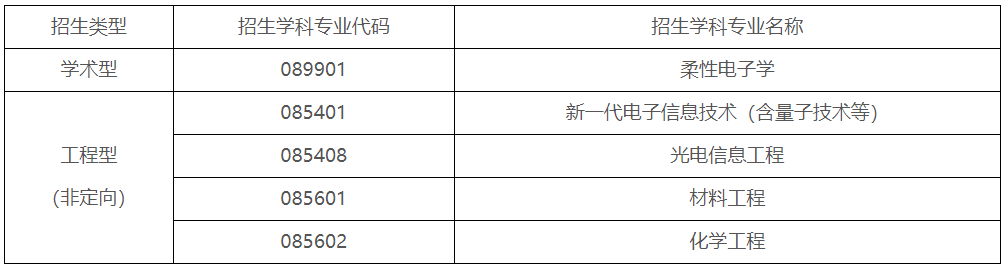 招生类型 招生学科专业代码 招生学科专业名称
学术型 089901 柔性电子学
工程型
(非定向)
085401 新一代电子信息技术（含量子技术等）
085408 光电信息工程
085601 材料工程
085602 化学工程